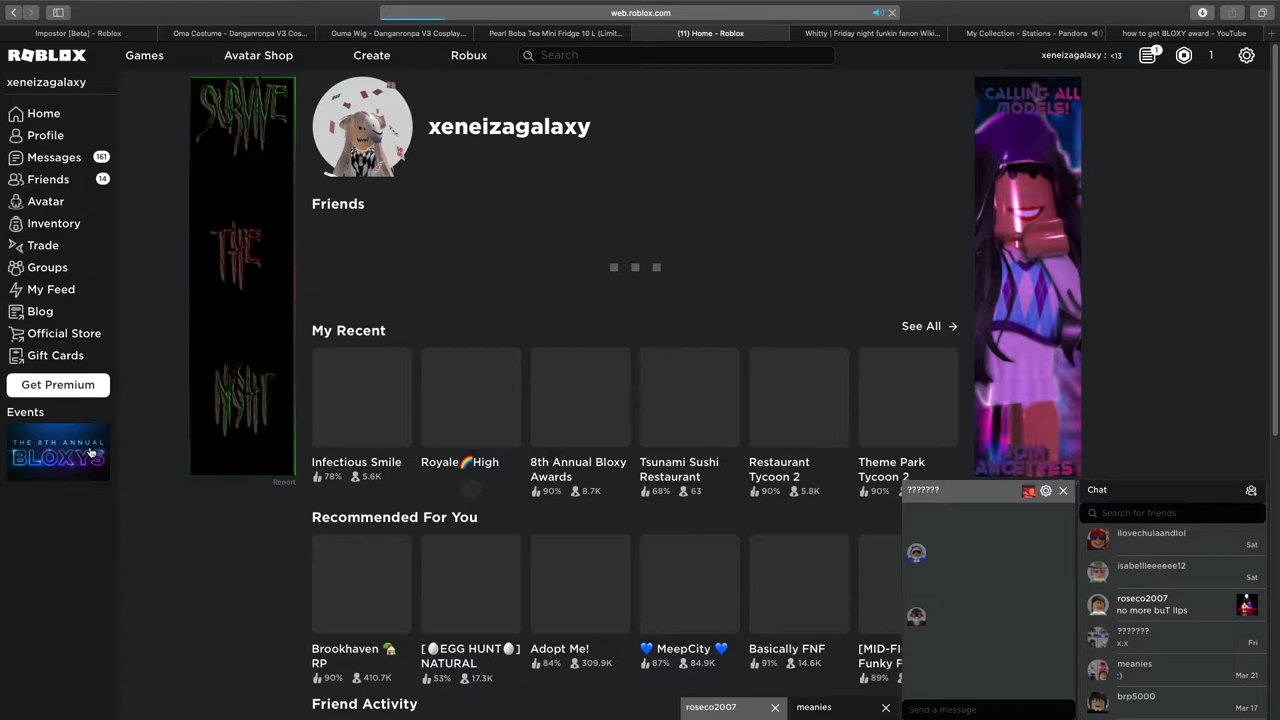 web.roblox.com
Impostor [Beta] - Roblox
Oma Costume - Danganronpa V3 Cos...
Ouma Wig - Danganronpa V3 Cosplay...
Pearl Boba Tea Mini Fridge 10 L (Limit...
(11) Home - Roblox
Whitty | Friday night funkin fanon Wiki...
My Collection - Stations - Pandora
how to get BLOXY award - YouTube
ROBLOX
Games
Avatar Shop
Create
Robux
Search
xeneizagalaxy : <13
1
1
xeneizagalaxy
Home
Profile
Messages 161
Friends 14
Avatar
Inventory
Trade
Groups
My Feed
Blog
Official Store
Gift Cards
Get Premium
Events
THE 8TH ANNUAL
BLOXYS
SURVIVE
THE
NIGHT
Report
xeneizagalaxy
Friends
My Recent
See All →
Infectious Smile
78% 5.6K
Royale🌈High
8th Annual Bloxy
Awards
90% 8.7K
Tsunami Sushi
Restaurant
68% 63
Restaurant
Tycoon 2
90% 5.8K
Theme Park
Tycoon 2
90%
Recommended For You
Brookhaven 🏡
RP
90% 410.7K
[🥚EGG HUNT🥚]
NATURAL
53% 17.3K
Adopt Me!
84% 309.9K
💙 MeepCity 💙
87% 84.9K
Basically FNF
91% 14.6K
[MID-FI
Funky F
89%
Friend Activity
CALLING ALL
MODELS!
JOIN
???????
Send a message
roseco2007
meanies
Chat
Search for friends
ilovechulaandlol
Sat
isabellleeeeee12
Sat
roseco2007
no more buT lIps
???????
x.x
Fri
meanies
:)
Mar 21
brp5000
Mar 17